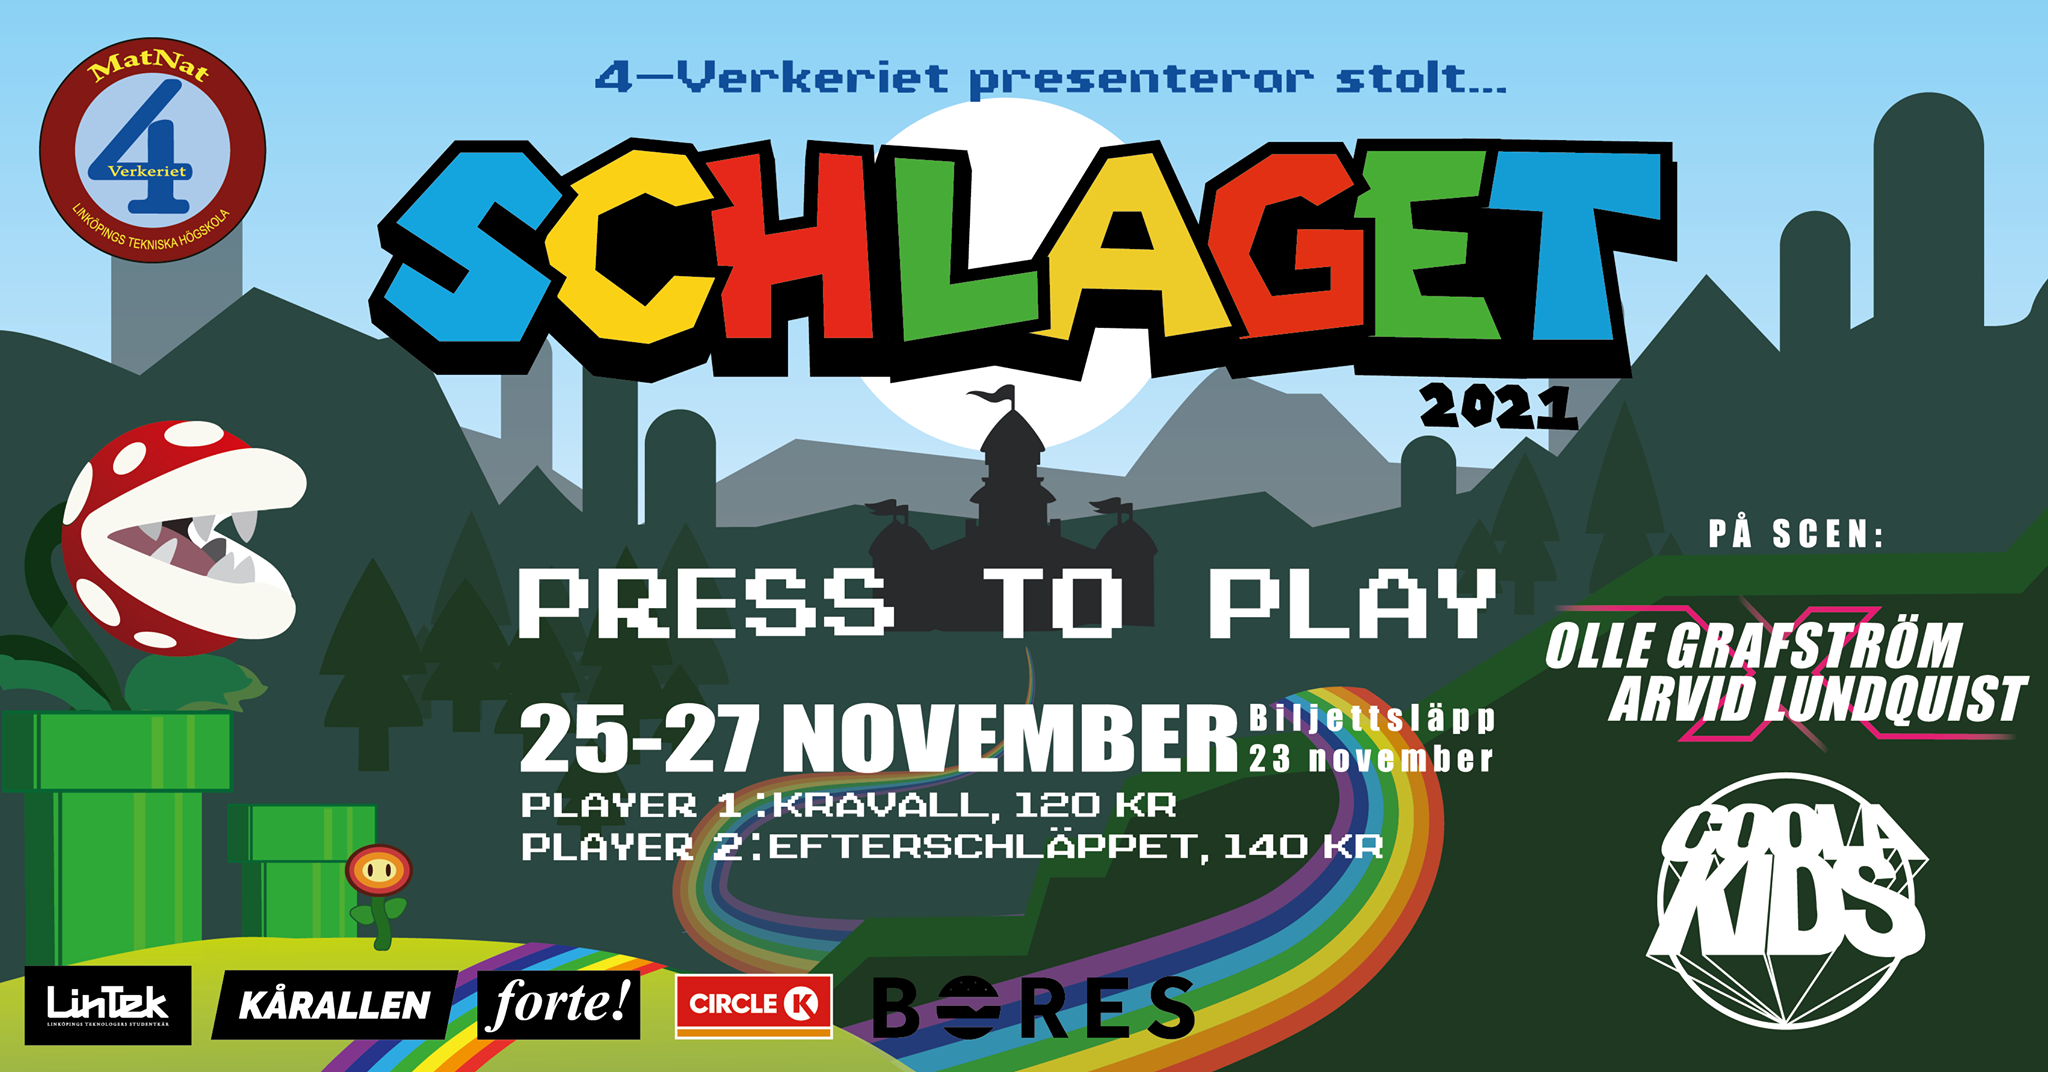 MatNat
4
Verkeriet
LINKÖPINGS TEKNISKA HÖGSKOLA
4-Verkeriet presenterar stolt...
SCHLAGET
2021
PRESS TO PLAY
25-27 NOVEMBER
Biljettsläpp
23 november
PLAYER 1:KRAVALL, 120 KR
PLAYER 2:EFTERSCHLÄPPET, 140 KR
PÅ SCEN:
X
OLLE GRAFSTRÖM
ARVID LUNDQUIST
COOLA
KIDS
LinTek
LINKÖPINGS TEKNOLOGERS STUDENTKÅR
KÅRALLEN
forte!
CIRCLE K
BORES